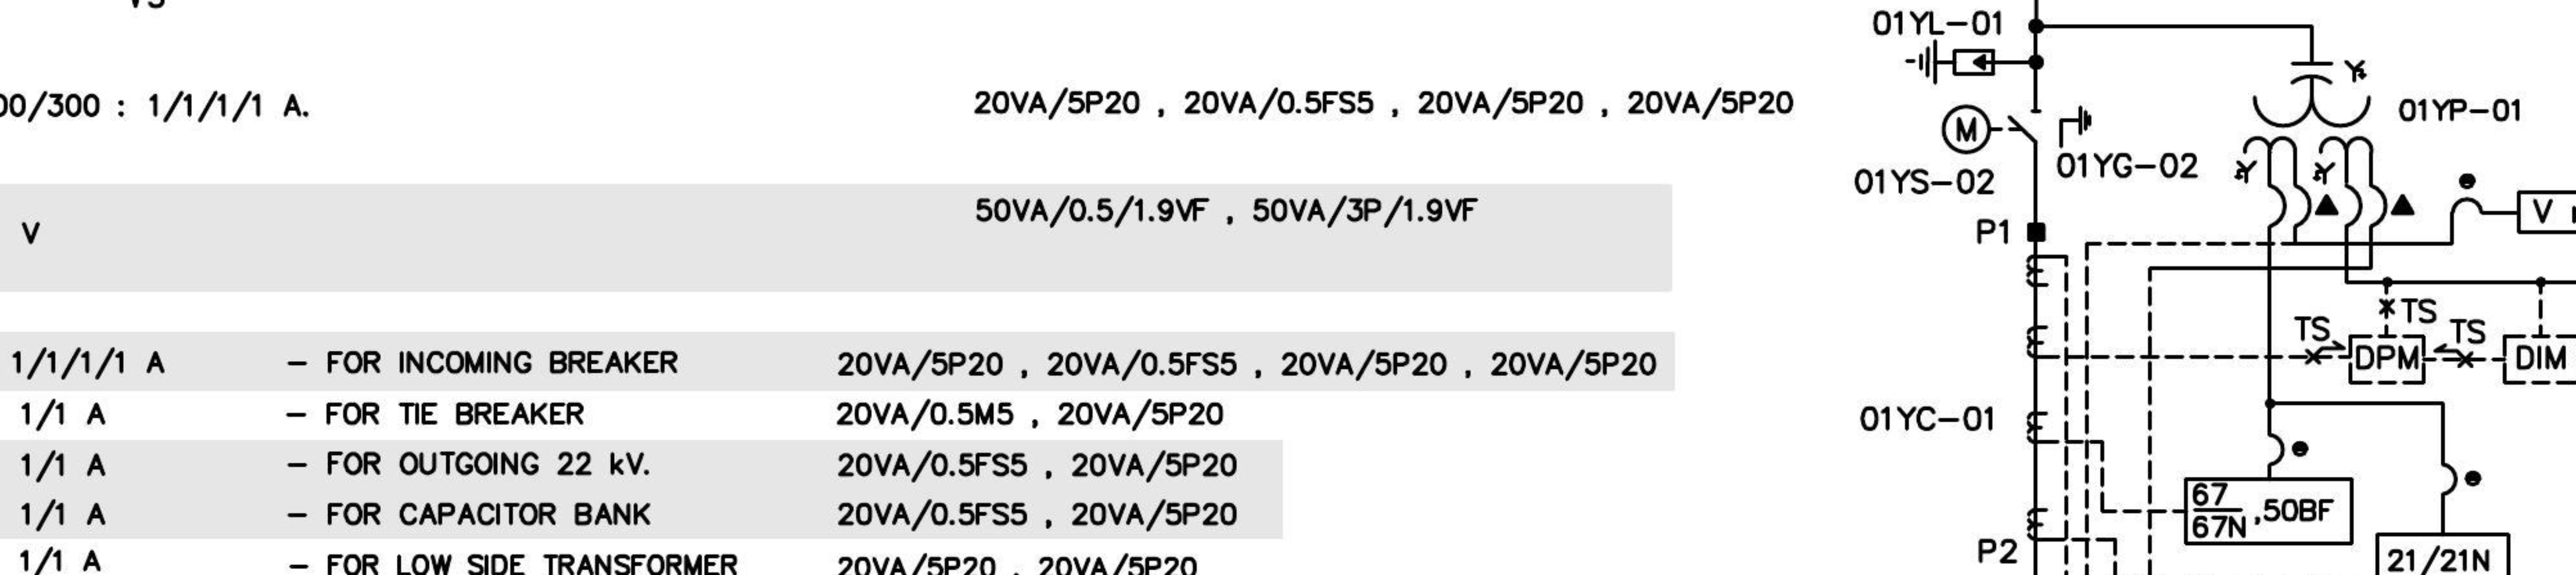 00/300 : 1/1/1/1 A. 20VA/5P20 , 20VA/0.5FS5 , 20VA/5P20 , 20VA/5P20
V 50VA/0.5/1.9VF , 50VA/3P/1.9VF
1/1/1/1 A – FOR INCOMING BREAKER 20VA/5P20 , 20VA/0.5FS5 , 20VA/5P20 , 20VA/5P20
1/1 A – FOR TIE BREAKER 20VA/0.5M5 , 20VA/5P20
1/1 A – FOR OUTGOING 22 kV. 20VA/0.5FS5 , 20VA/5P20
1/1 A – FOR CAPACITOR BANK 20VA/0.5FS5 , 20VA/5P20
1/1 A – FOR LOW SIDE TRANSFORMER 20VA/5P20 , 20VA/5P20
01YL-01
01YP-01
M
01YG-02
01YS-02
V
P1
TS
TS TS
DPM DIM
01YC-01
67
67N ,50BF
P2
21/21N